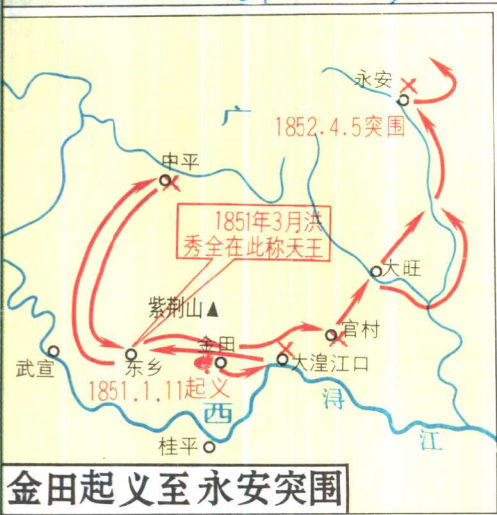 永安
广
1852.4.5突围
中平
1851年3月洪
秀全在此称天王
大旺
紫荆山
官村
金田
武宣
东乡
大湟江口
1851.1.11起义
西
浔
江
桂平
金田起义至永安突围